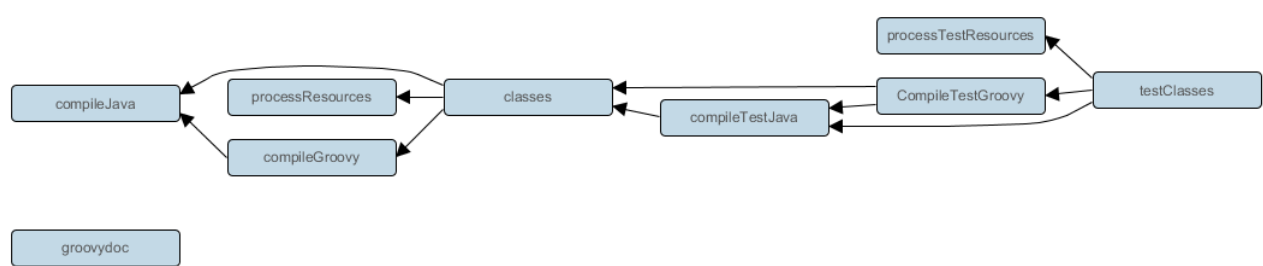 processTestResources
compileJava
processResources
classes
compileTestJava
CompileTestGroovy
testClasses
compileGroovy
groovydoc